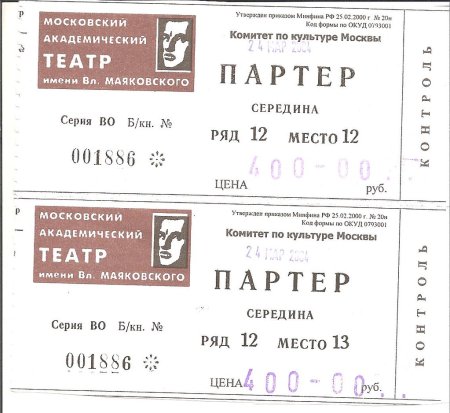 МОСКОВСКИЙ
АКАДЕМИЧЕСКИЙ
ТЕАТР
имени Вл. МАЯКОВСКОГО
Утвержден приказом Минфина РФ 25.02.2000 г. № 20н
Код формы по ОКУД 0793001
Комитет по культуре Москвы
24 МАР 2004
ПАРТЕР
СЕРЕДИНА
Серия ВО Б/кн. №
РЯД 12 МЕСТО 12
001886
400-00...
ЦЕНА руб.
КОНТРОЛЬ
МОСКОВСКИЙ
АКАДЕМИЧЕСКИЙ
ТЕАТР
имени Вл. МАЯКОВСКОГО
Утвержден приказом Минфина РФ 25.02.2000 г. № 20н
Код формы по ОКУД 0793001
Комитет по культуре Москвы
24 МАР 2004
ПАРТЕР
СЕРЕДИНА
Серия ВО Б/кн. №
РЯД 12 МЕСТО 13
001886
ЦЕНА 400-00... руб.
КОНТРОЛЬ